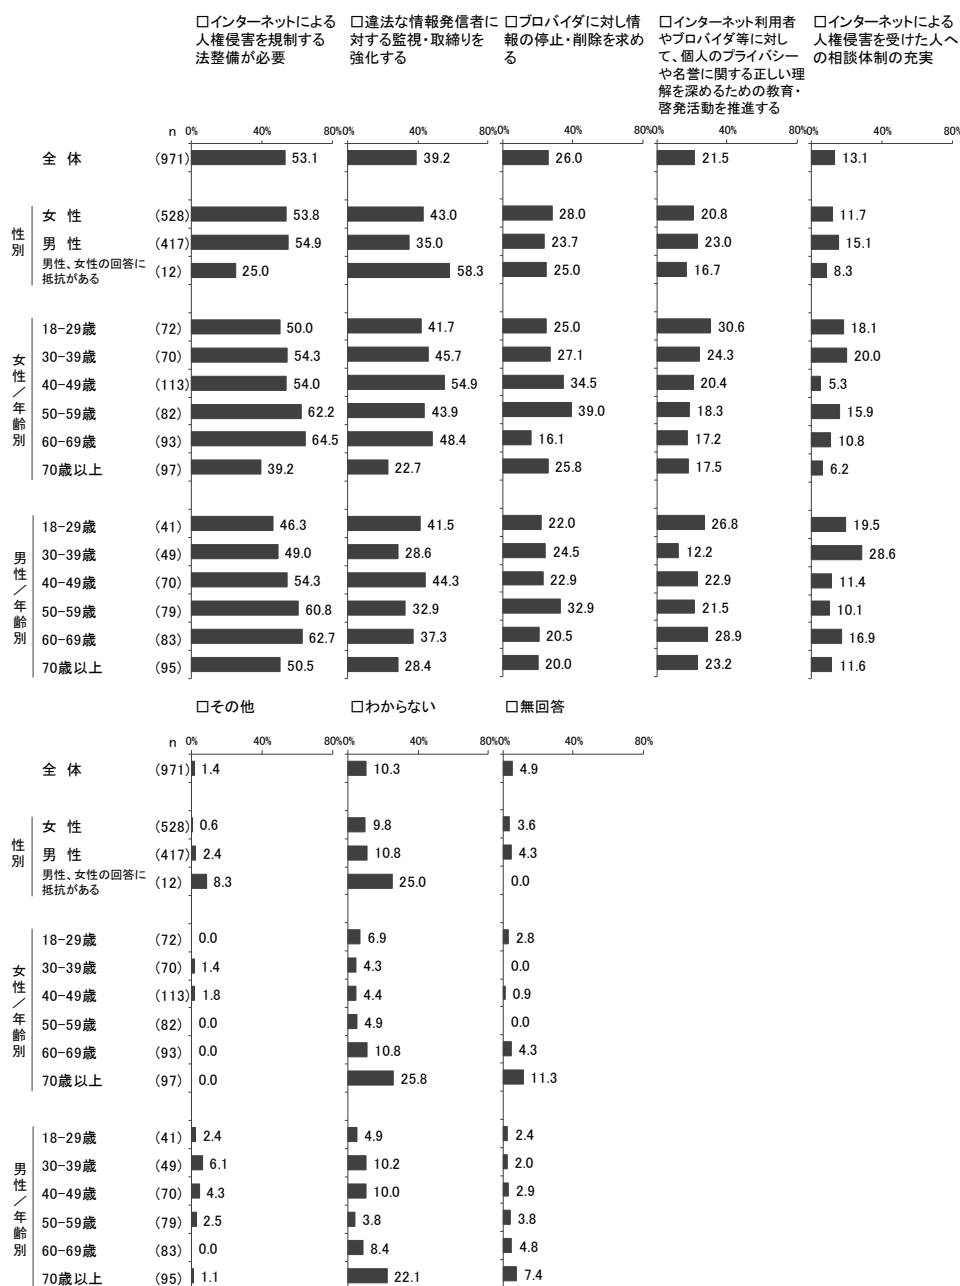 □インターネットによる
人権侵害を規制する
法整備が必要
□違法な情報発信者に
対する監視・取締りを
強化する
□プロバイダに対し情
報の停止・削除を求め
る
□インターネット利用者
やプロバイダ等に対し
て、個人のプライバシー
や名誉に関する正しい理
解を深めるための教育・
啓発活動を推進する
□インターネットによる
人権侵害を受けた人へ
の相談体制の充実
n 0% 40% 80% 0% 40% 80% 0% 40% 80% 0% 40% 80% 0% 40% 80%
全 体 (971) 53.1 39.2 26.0 21.5 13.1
性別
女 性 (528) 53.8 43.0 28.0 20.8 11.7
男 性 (417) 54.9 35.0 23.7 23.0 15.1
男性、女性の回答に
抵抗がある (12) 25.0 58.3 25.0 16.7 8.3
女性/年齢別
18-29歳 (72) 50.0 41.7 25.0 30.6 18.1
30-39歳 (70) 54.3 45.7 27.1 24.3 20.0
40-49歳 (113) 54.0 54.9 34.5 20.4 5.3
50-59歳 (82) 62.2 43.9 39.0 18.3 15.9
60-69歳 (93) 64.5 48.4 16.1 17.2 10.8
70歳以上 (97) 39.2 22.7 25.8 17.5 6.2
男性/年齢別
18-29歳 (41) 46.3 41.5 22.0 26.8 19.5
30-39歳 (49) 49.0 28.6 24.5 12.2 28.6
40-49歳 (70) 54.3 44.3 22.9 22.9 11.4
50-59歳 (79) 60.8 32.9 32.9 21.5 10.1
60-69歳 (83) 62.7 37.3 20.5 28.9 16.9
70歳以上 (95) 50.5 28.4 20.0 23.2 11.6
□その他
□わからない
□無回答
n 0% 40% 80% 0% 40% 80% 0% 40% 80%
全 体 (971) 1.4 10.3 4.9
性別
女 性 (528) 0.6 9.8 3.6
男 性 (417) 2.4 10.8 4.3
男性、女性の回答に
抵抗がある (12) 8.3 25.0 0.0
女性/年齢別
18-29歳 (72) 0.0 6.9 2.8
30-39歳 (70) 1.4 4.3 0.0
40-49歳 (113) 1.8 4.4 0.9
50-59歳 (82) 0.0 4.9 0.0
60-69歳 (93) 0.0 10.8 4.3
70歳以上 (97) 0.0 25.8 11.3
男性/年齢別
18-29歳 (41) 2.4 4.9 2.4
30-39歳 (49) 6.1 10.2 2.0
40-49歳 (70) 4.3 10.0 2.9
50-59歳 (79) 2.5 3.8 3.8
60-69歳 (83) 0.0 8.4 4.8
70歳以上 (95) 1.1 22.1 7.4